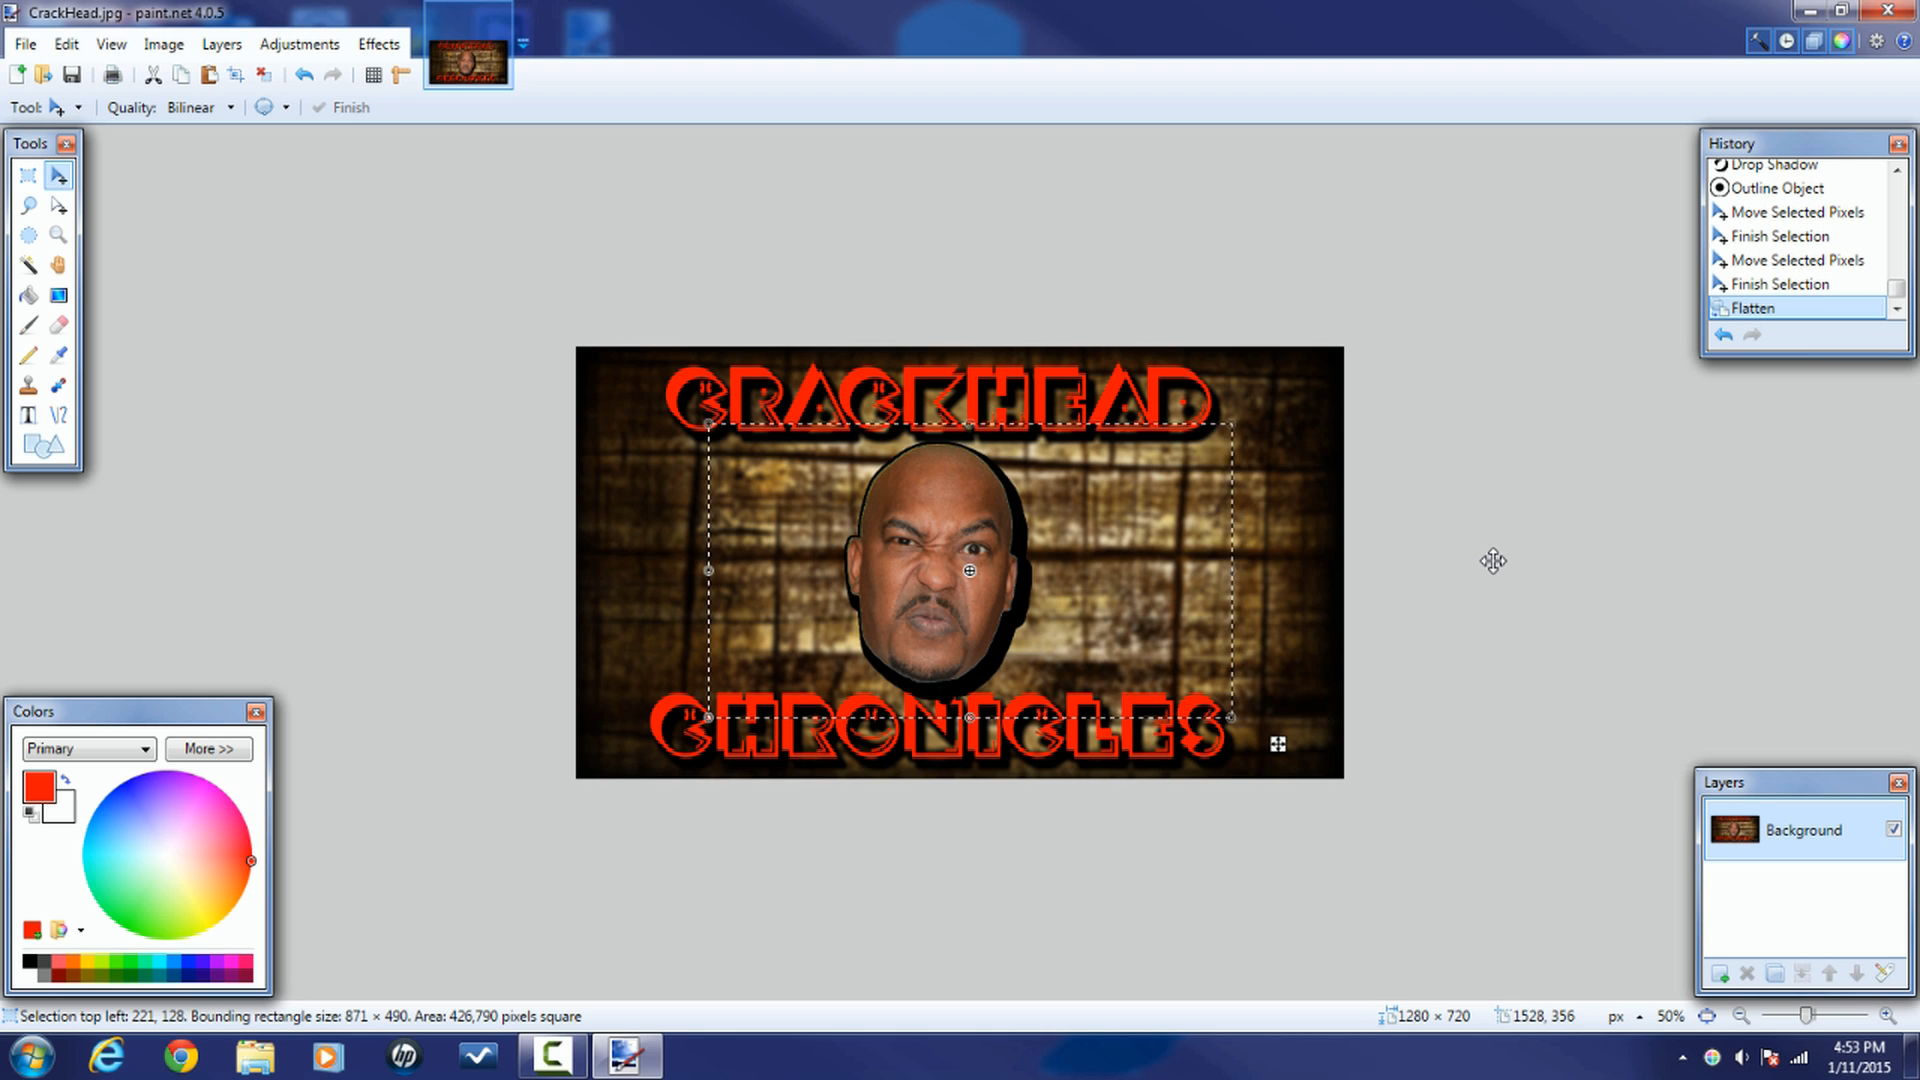 CrackHead.jpg - paint.net 4.0.5
File Edit View Image Layers Adjustments Effects
Tool: Quality: Bilinear Finish
Tools
History
Drop Shadow
Outline Object
Move Selected Pixels
Finish Selection
Move Selected Pixels
Finish Selection
Flatten
CRACKHEAD
CHRONICLES
Colors
Primary More >>
Layers
Background
Selection top left: 221, 128. Bounding rectangle size: 871 × 490. Area: 426,790 pixels square 1280 × 720 1528, 356 px 50%
hp
4:53 PM
1/11/2015